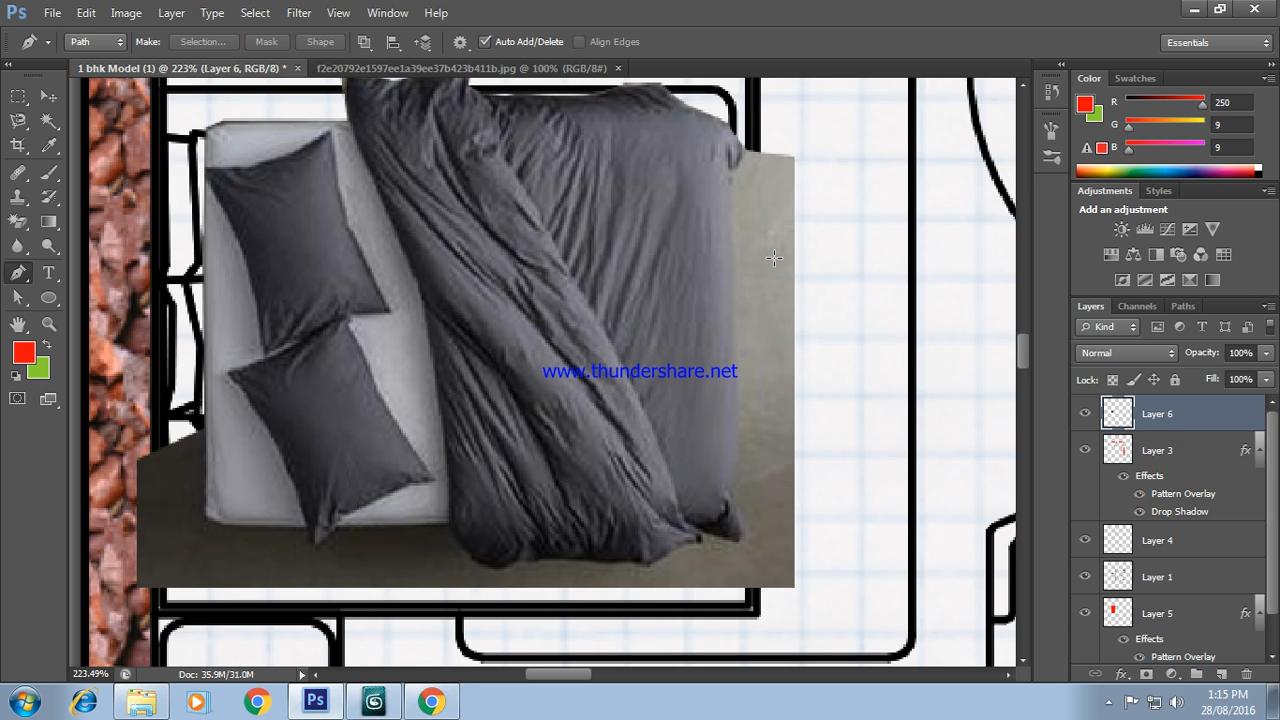 Ps File Edit Image Layer Type Select Filter View Window Help
Path Make: Selection... Mask Shape Auto Add/Delete Align Edges Essentials
1 bhk Model (1) @ 223% (Layer 6, RGB/8) * × f2e20792e1597ee1a39ee37b423b411b.jpg @ 100% (RGB/8#) ×
Color Swatches
R 250
G 9
B 9
Adjustments Styles
Add an adjustment
Layers Channels Paths
Kind
Normal Opacity: 100%
Lock: Fill: 100%
Layer 6
Layer 3 fx
Effects
Pattern Overlay
Drop Shadow
Layer 4
Layer 1
Layer 5 fx
Effects
Pattern Overlay
www.thundershare.net
223.49% Doc: 35.9M/31.0M
Ps
1:15 PM
28/08/2016